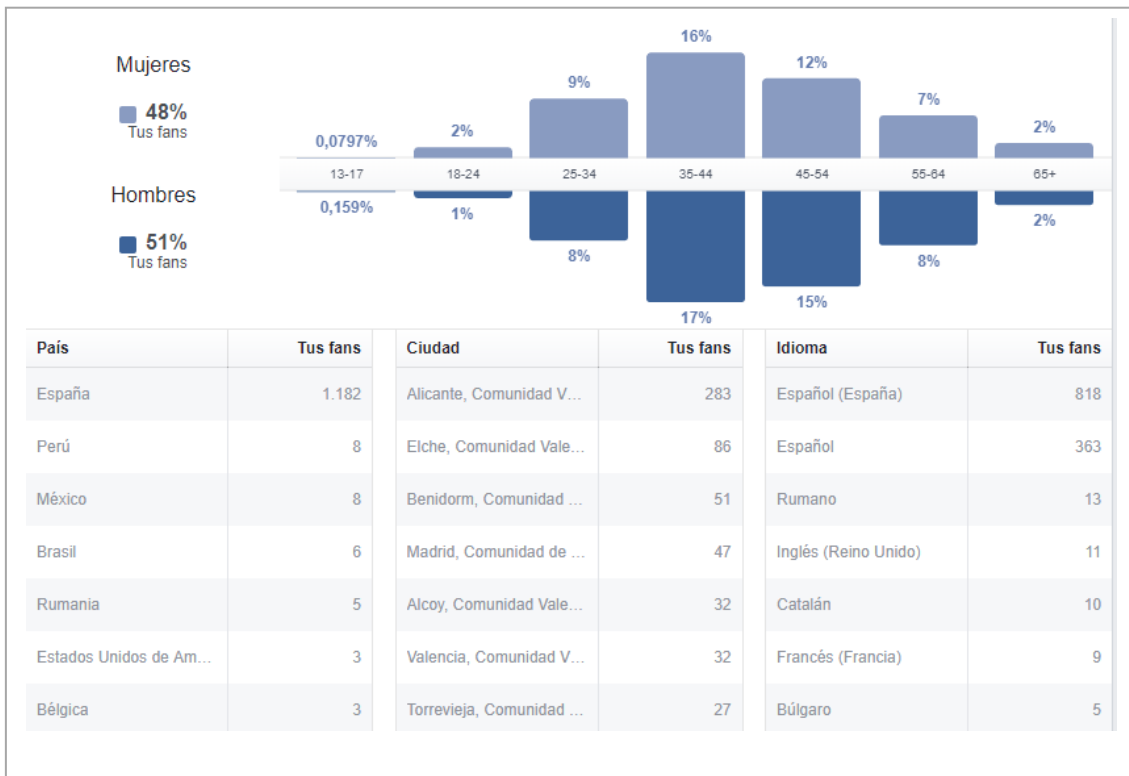 Mujeres
48%
Tus fans
Hombres
51%
Tus fans
0,0797% 2% 9% 16% 12% 7% 2%
13-17 18-24 25-34 35-44 45-54 55-64 65+
0,159% 1% 8% 17% 15% 8% 2%
País Tus fans Ciudad Tus fans Idioma Tus fans
España 1.182 Alicante, Comunidad V... 283 Español (España) 818
Perú 8 Elche, Comunidad Vale... 86 Español 363
México 8 Benidorm, Comunidad ... 51 Rumano 13
Brasil 6 Madrid, Comunidad de ... 47 Inglés (Reino Unido) 11
Rumania 5 Alcoy, Comunidad Vale... 32 Catalán 10
Estados Unidos de Am... 3 Valencia, Comunidad V... 32 Francés (Francia) 9
Bélgica 3 Torrevieja, Comunidad ... 27 Búlgaro 5